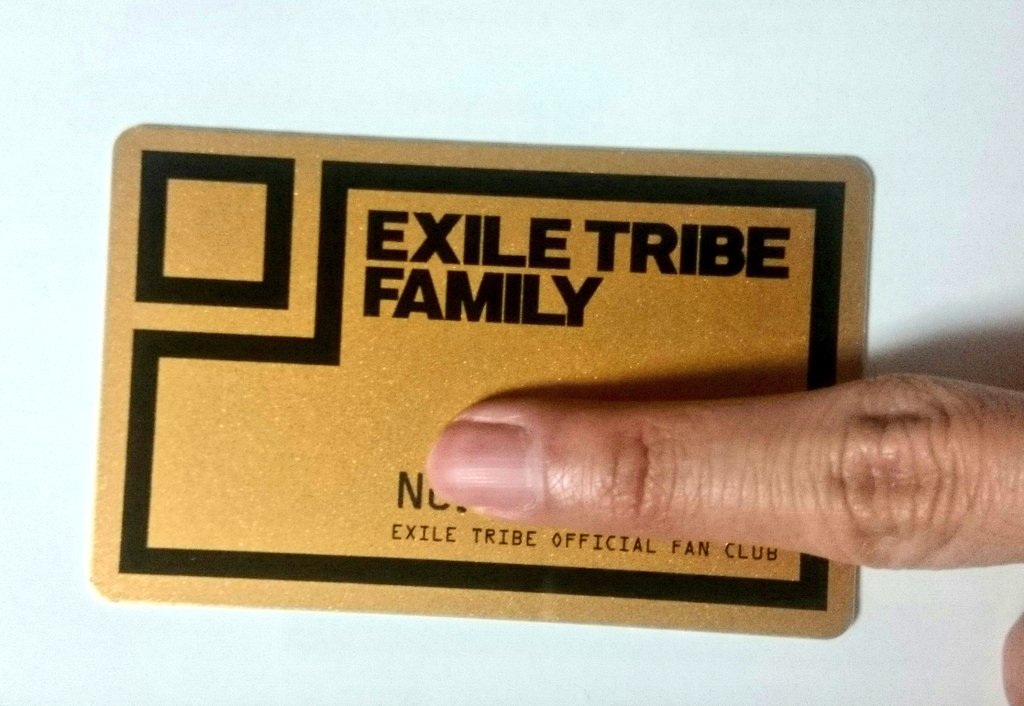 EXILE TRIBE
FAMILY
EXILE TRIBE OFFICIAL FAN CLUB